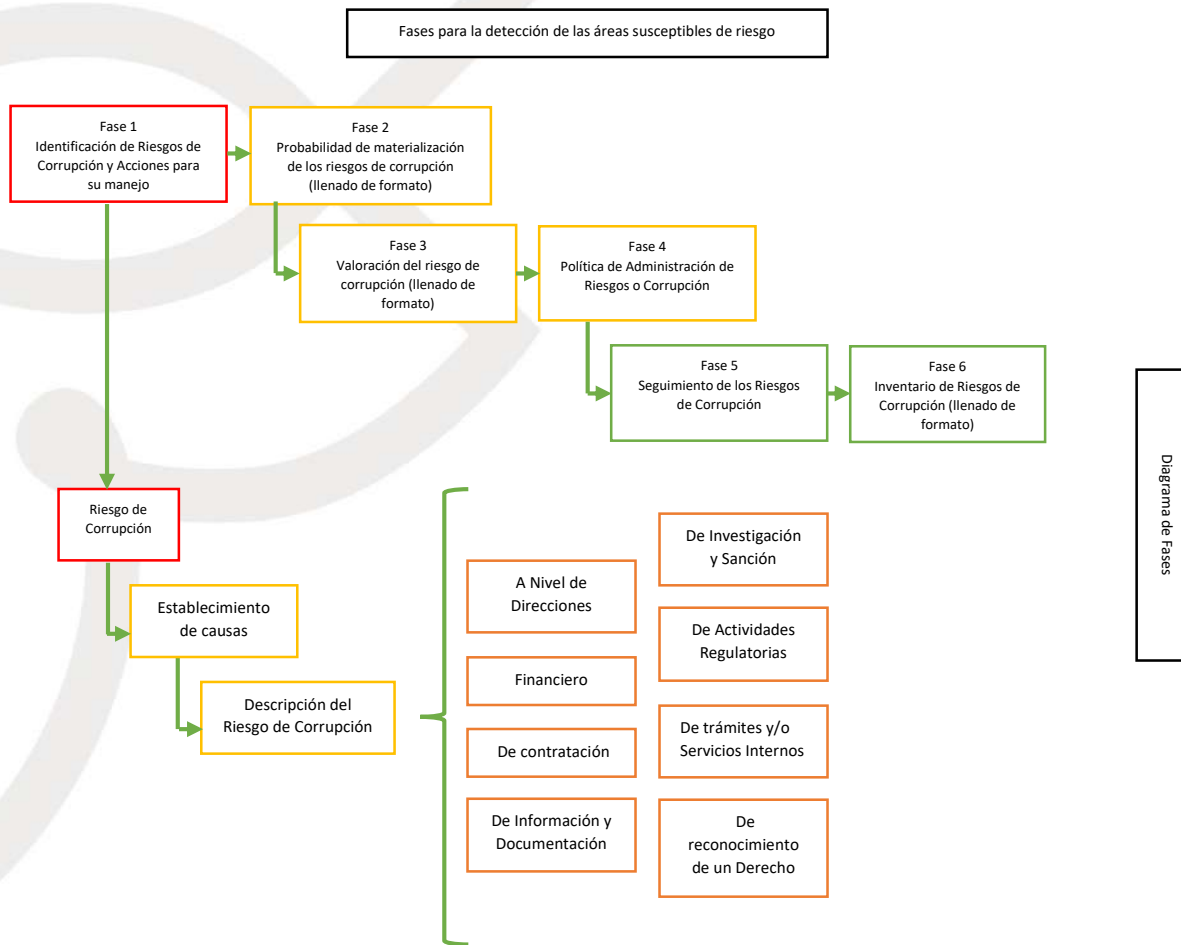 Fases para la detección de las áreas susceptibles de riesgo
Fase 1
Identificación de Riesgos de
Corrupción y Acciones para
su manejo
Fase 2
Probabilidad de materialización
de los riesgos de corrupción
(llenado de formato)
Fase 3
Valoración del riesgo de
corrupción (llenado de
formato)
Fase 4
Política de Administración de
Riesgos o Corrupción
Fase 5
Seguimiento de los Riesgos
de Corrupción
Fase 6
Inventario de Riesgos de
Corrupción (llenado de
formato)
Diagrama de Fases
Riesgo de
Corrupción
Establecimiento
de causas
Descripción del
Riesgo de Corrupción
A Nivel de
Direcciones
Financiero
De contratación
De Información y
Documentación
De Investigación
y Sanción
De Actividades
Regulatorias
De trámites y/o
Servicios Internos
De
reconocimiento
de un Derecho